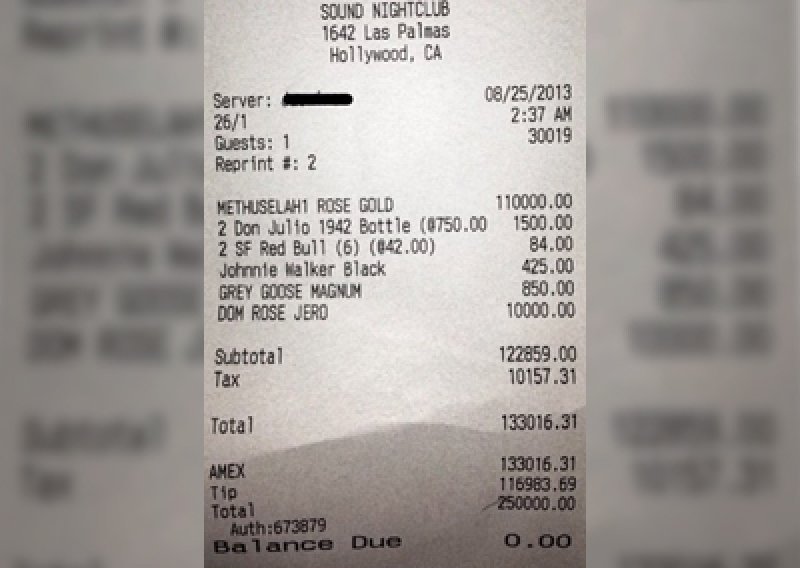 SOUND NIGHTCLUB
1642 Las Palmas
Hollywood, CA
Server: 08/25/2013
26/1 2:37 AM
Guests: 1 30019
Reprint #: 2
METHUSELAH1 ROSE GOLD 110000.00
2 Don Julio 1942 Bottle (@750.00 1500.00
2 SF Red Bull (6) (@42.00) 84.00
Johnnie Walker Black 425.00
GREY GOOSE MAGNUM 850.00
DOM ROSE JERO 10000.00
Subtotal 122859.00
Tax 10157.31
Total 133016.31
AMEX 133016.31
Tip 116983.69
Total 250000.00
Auth:673879
Balance Due 0.00